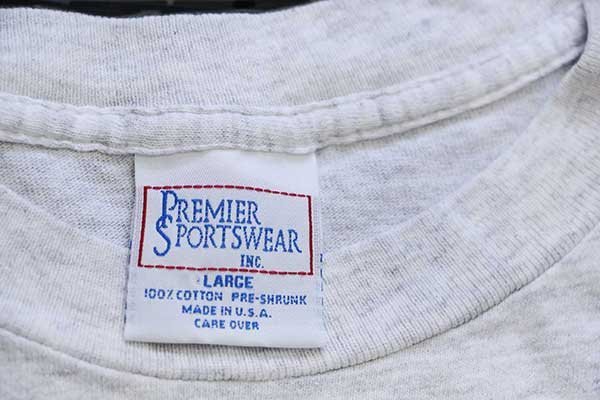 PREMIER
SPORTSWEAR
INC.
LARGE
100% COTTON PRE-SHRUNK
MADE IN U.S.A.
CARE OVER